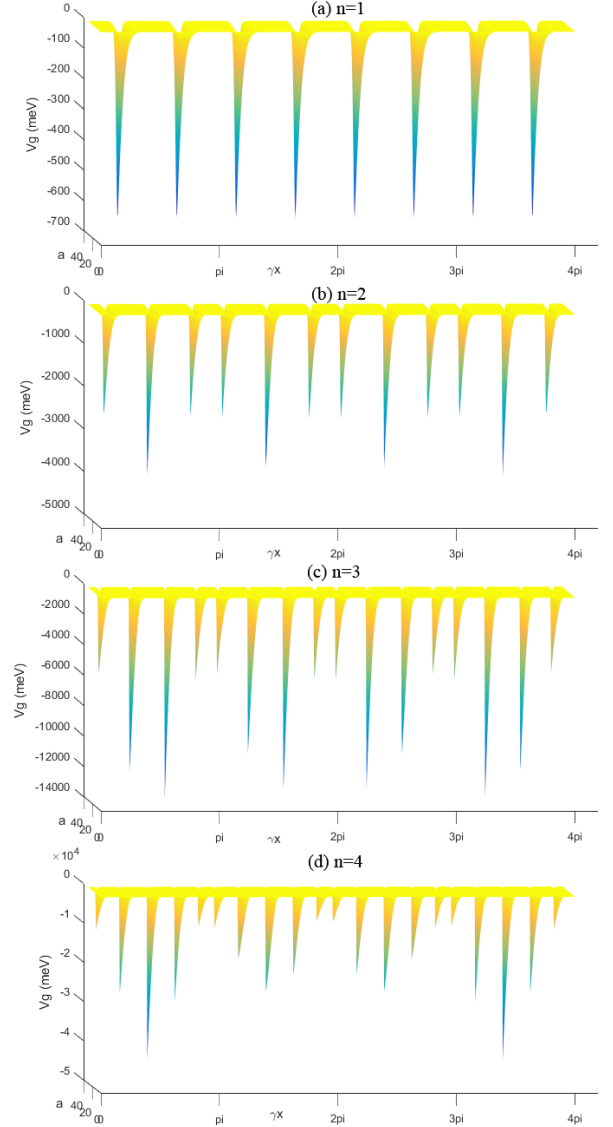 (a) n=1
0
-100
-200
-300
-400
-500
-600
-700
Vg (meV)
a
40
20
0
0
pi
γx
2pi
3pi
4pi
(b) n=2
0
-1000
-2000
-3000
-4000
-5000
Vg (meV)
a
40
20
0
0
pi
γx
2pi
3pi
4pi
(c) n=3
0
-2000
-4000
-6000
-8000
-10000
-12000
-14000
Vg (meV)
a
40
20
0
0
pi
γx
2pi
3pi
4pi
×10^4
(d) n=4
0
-1
-2
-3
-4
-5
Vg (meV)
a
40
20
0
0
pi
γx
2pi
3pi
4pi